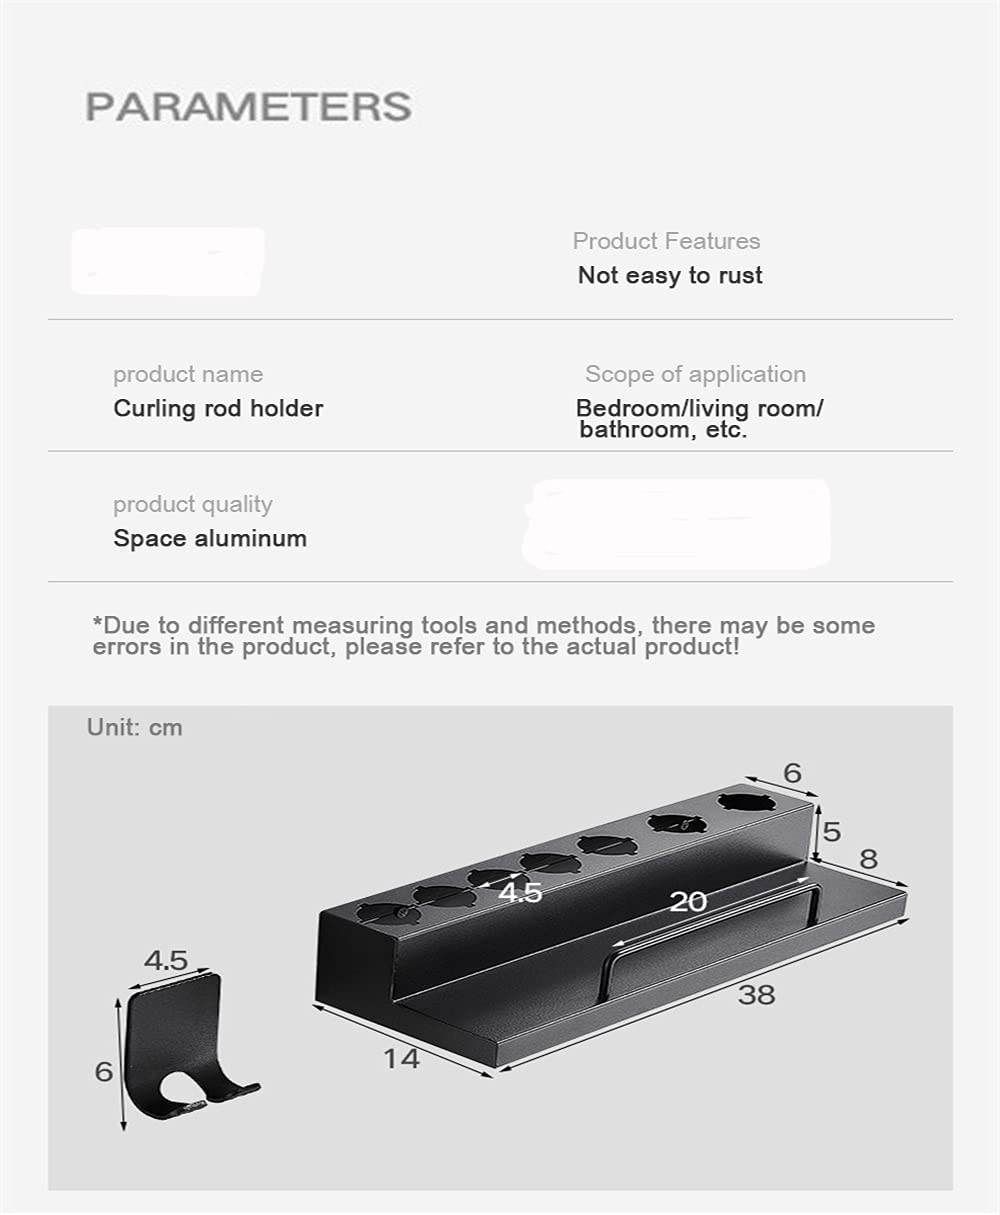 PARAMETERS
Product Features
Not easy to rust
product name
Curling rod holder
Scope of application
Bedroom/living room/
bathroom, etc.
product quality
Space aluminum
*Due to different measuring tools and methods, there may be some
errors in the product, please refer to the actual product!
Unit: cm
6
5
8
4.5
20
38
14
4.5
6